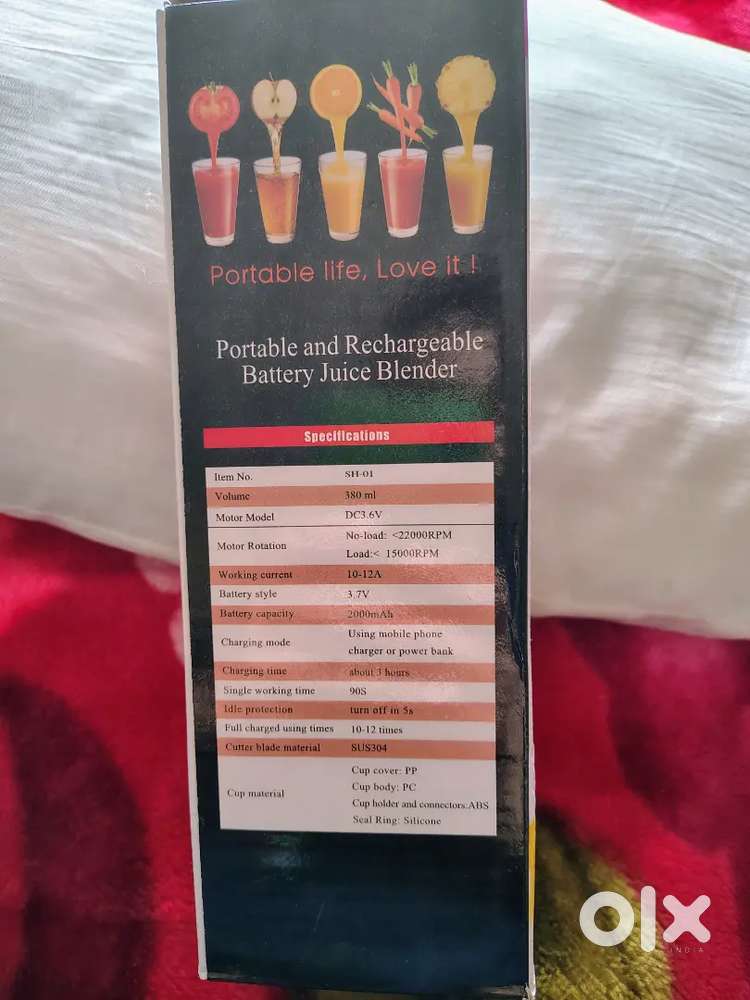 Portable life, Love it !
Portable and Rechargeable
Battery Juice Blender
Specifications
Item No. SH-01
Volume 380 ml
Motor Model DC3.6V
Motor Rotation No-load: <22000RPM
Load:< 15000RPM
Working current 10-12A
Battery style 3.7V
Battery capacity 2000mAh
Charging mode Using mobile phone
charger or power bank
Charging time about 3 hours
Single working time 90S
Idle protection turn off in 5s
Full charged using times 10-12 times
Cutter blade material SUS304
Cup material Cup cover: PP
Cup body: PC
Cup holder and connectors:ABS
Seal Ring: Silicone
olx
INDIA